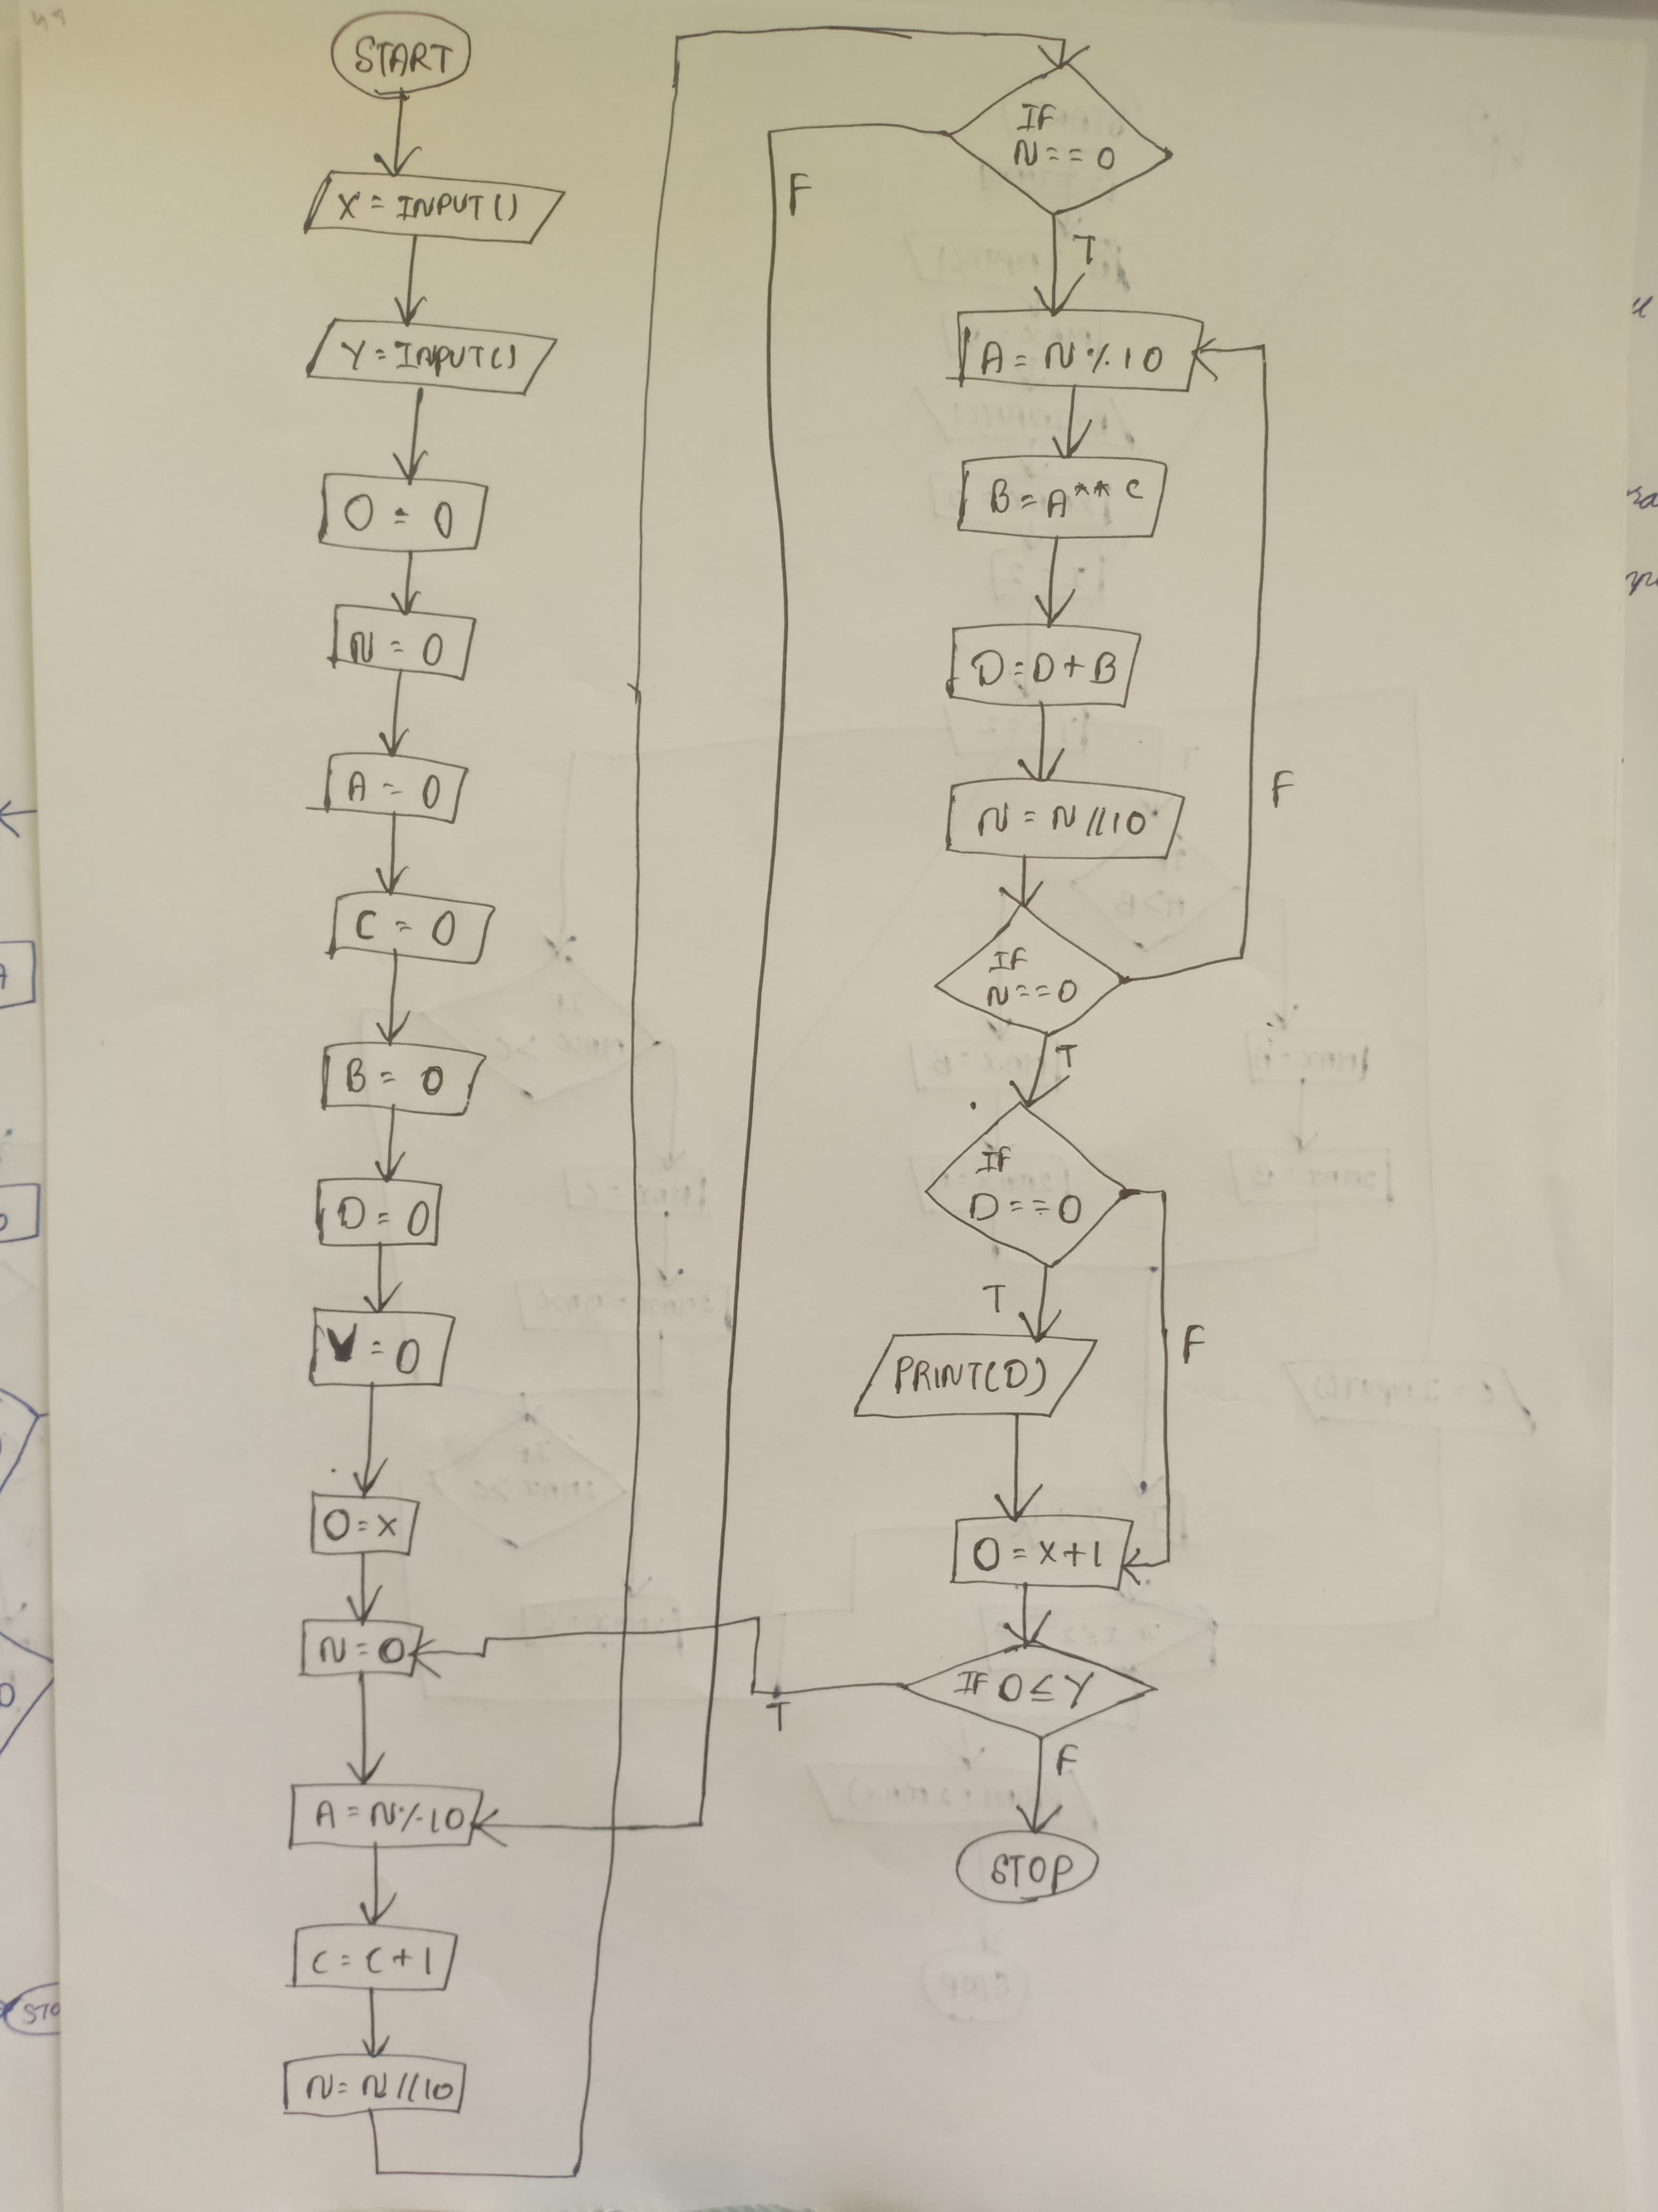 START
X = INPUT()
Y = INPUT()
O = 0
N = 0
A = 0
C = 0
B = 0
D = 0
V = 0
O = X
N = O
A = N % 10
C = C + 1
N = N // 10
IF
N == 0
F
T
A = N % 10
B = A ** C
D = D + B
N = N // 10
F
IF
N == 0
T
IF
D == O
T
F
PRINT(D)
O = X + 1
IF O ≤ Y
T
F
STOP